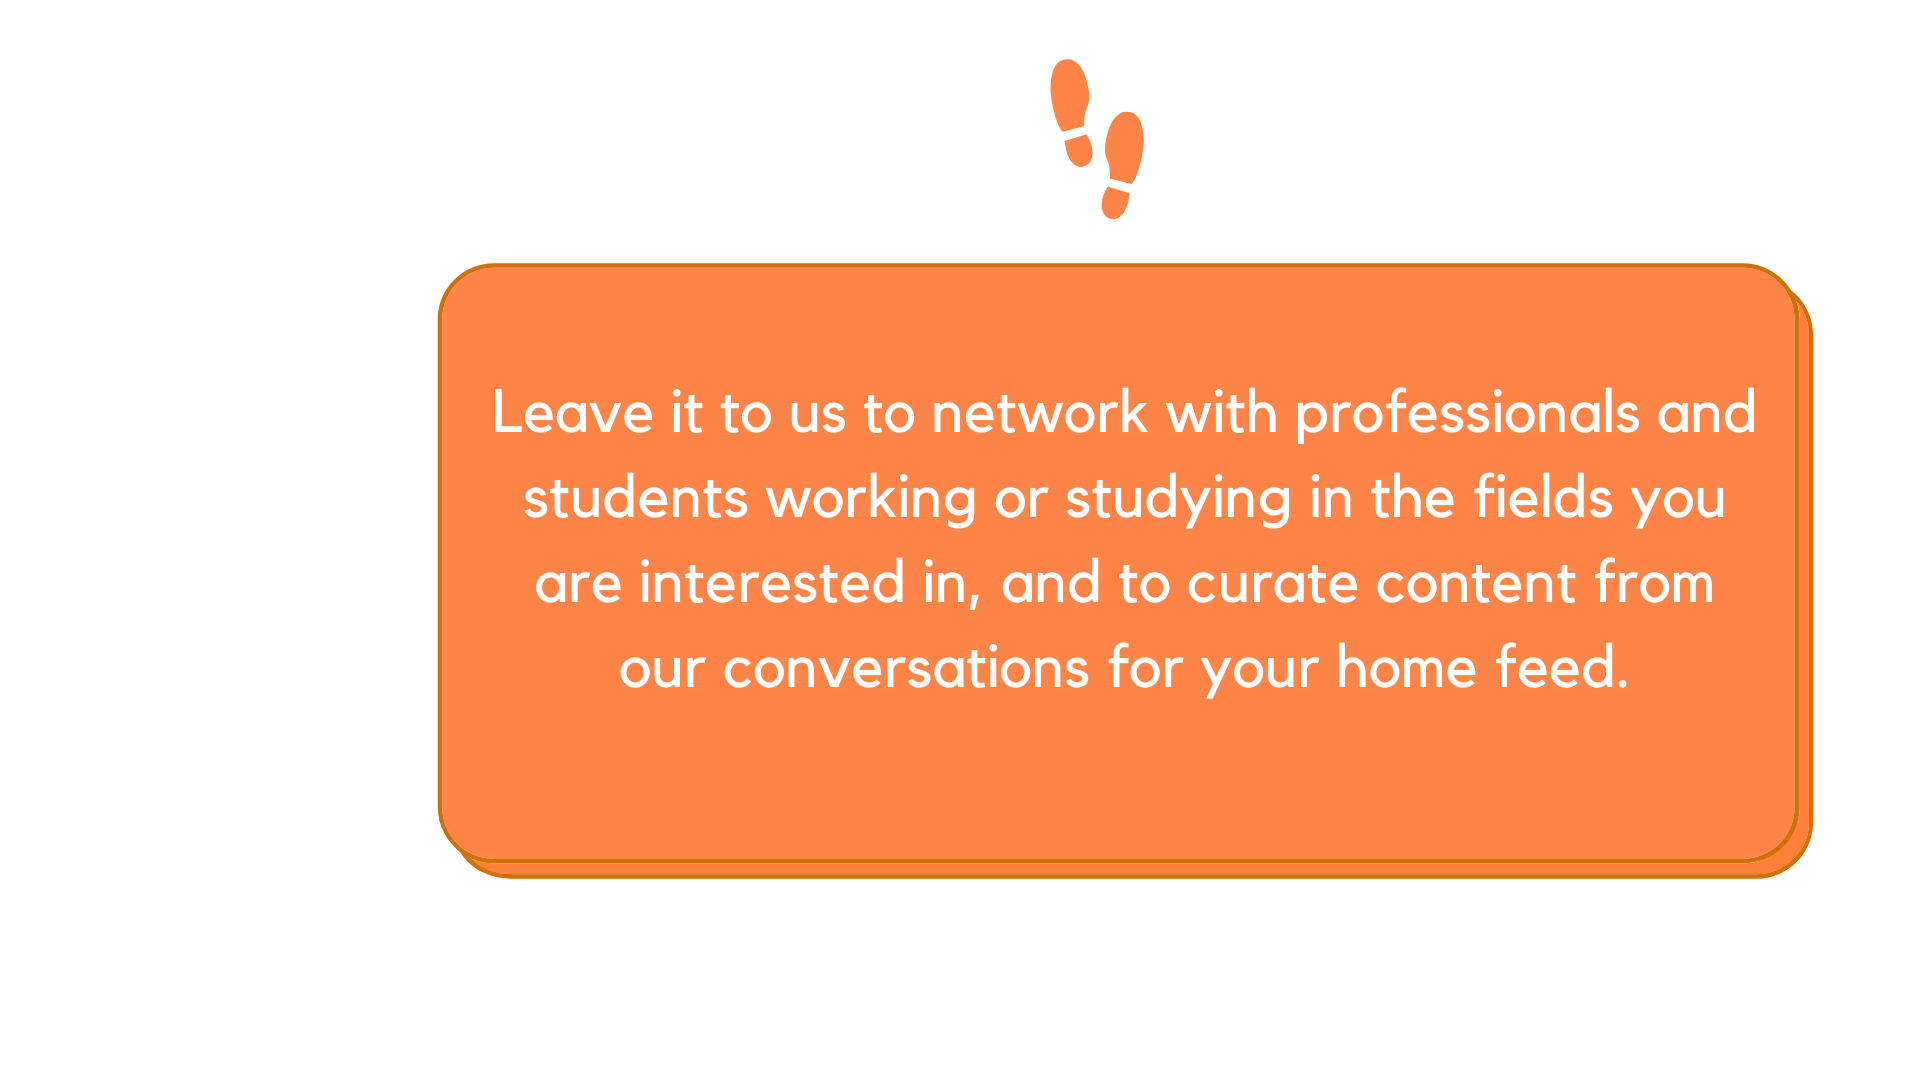 Leave it to us to network with professionals and
students working or studying in the fields you
are interested in, and to curate content from
our conversations for your home feed.